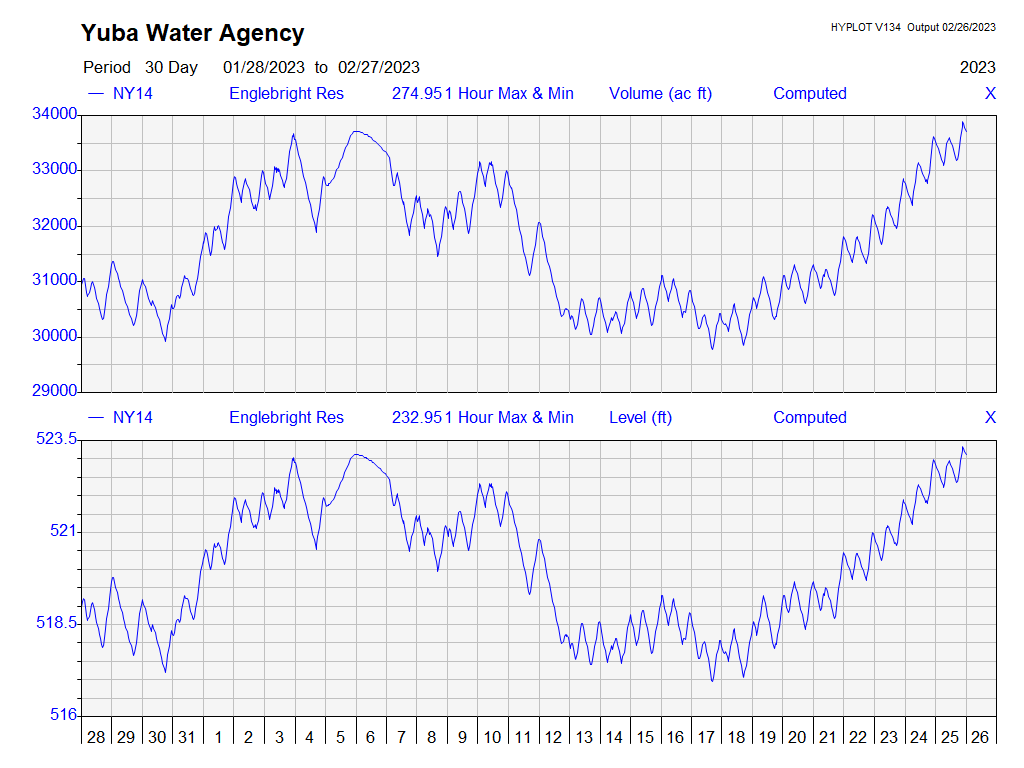 Yuba Water Agency
HYPLOT V134 Output 02/26/2023
Period 30 Day 01/28/2023 to 02/27/2023
2023
NY14 Englebright Res 274.951 Hour Max & Min Volume (ac ft) Computed X
34000
33000
32000
31000
30000
29000
NY14 Englebright Res 232.951 Hour Max & Min Level (ft) Computed X
523.5
521
518.5
516
28 29 30 31 1 2 3 4 5 6 7 8 9 10 11 12 13 14 15 16 17 18 19 20 21 22 23 24 25 26